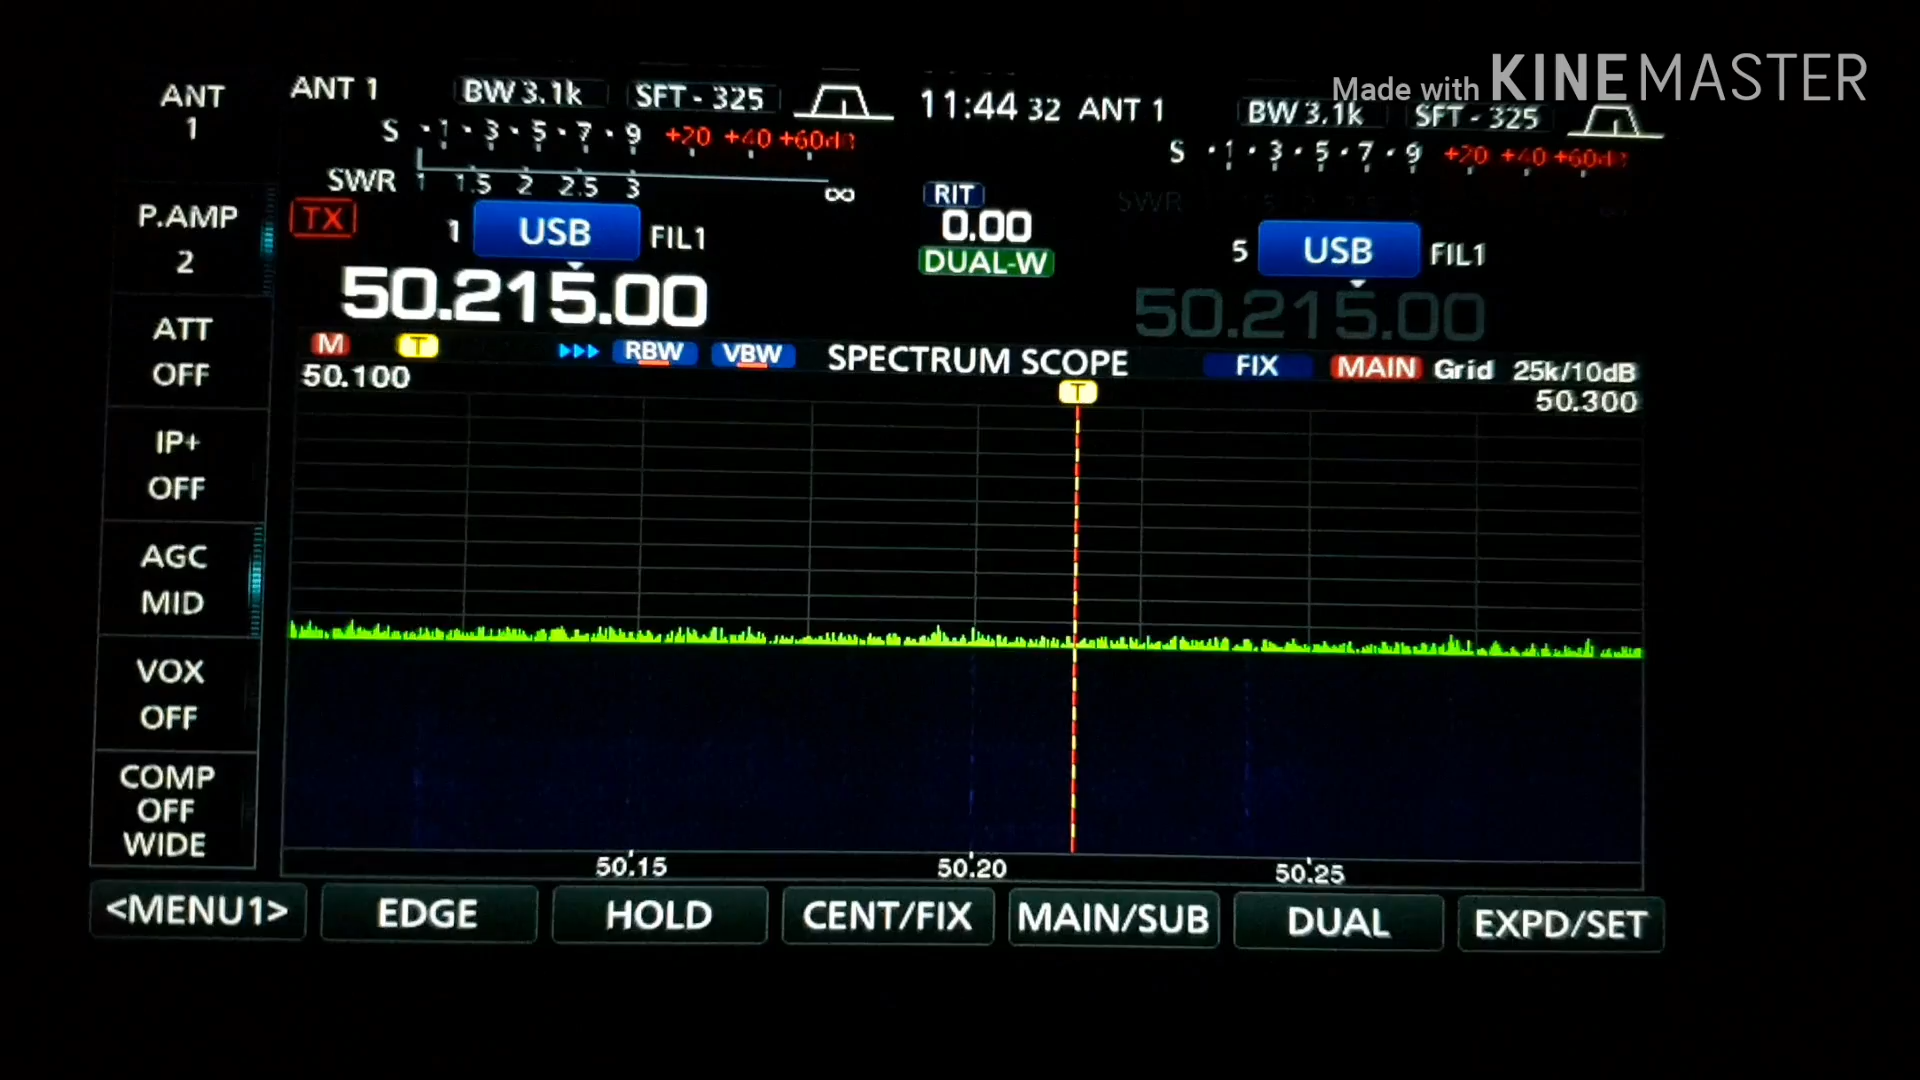 Made with KINEMASTER
ANT 1
ANT 1 BW 3.1k SFT - 325
11:44 32
ANT 1 BW 3.1k SFT - 325
S 1 3 5 7 9 +20 +40 +60dB
S 1 3 5 7 9 +20 +40 +60dB
SWR 1 1.5 2 2.5 3 ∞
SWR
P.AMP
2
TX 1 USB FIL1
RIT
0.00
DUAL-W
5 USB FIL1
50.215.00
50.215.00
ATT
OFF
M T RBW VBW SPECTRUM SCOPE FIX MAIN Grid 25k/10dB
50.100 50.300
T
IP+
OFF
AGC
MID
VOX
OFF
COMP
OFF
WIDE
50.15 50.20 50.25
<MENU1> EDGE HOLD CENT/FIX MAIN/SUB DUAL EXPD/SET